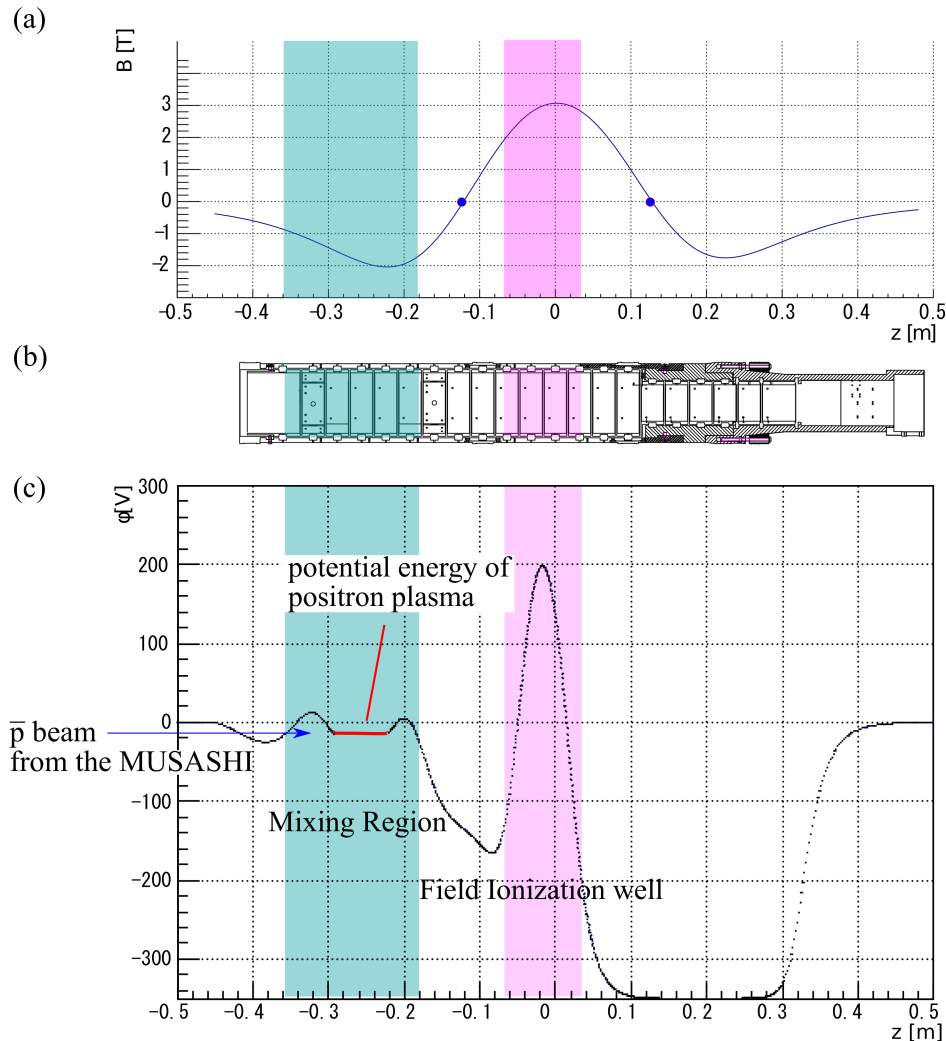 (a)
B [T]
3
2
1
0
-1
-2
-0.5 -0.4 -0.3 -0.2 -0.1 0 0.1 0.2 0.3 0.4 0.5
z [m]
(b)
(c)
φ[V]
300
200
100
0
-100
-200
-300
potential energy of
positron plasma
p̅ beam
from the MUSASHI
Mixing Region
Field Ionization well
-0.5 -0.4 -0.3 -0.2 -0.1 0 0.1 0.2 0.3 0.4 0.5
z [m]